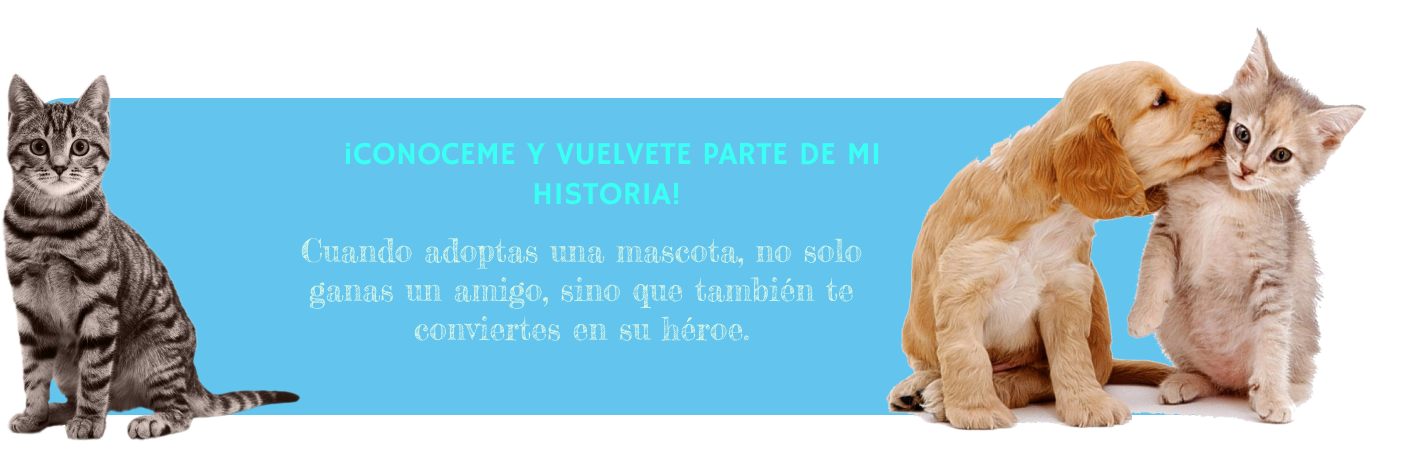 ¡CONOCEME Y VUELVETE PARTE DE MI
HISTORIA!
Cuando adoptas una mascota, no solo
ganas un amigo, sino que también te
conviertes en su héroe.